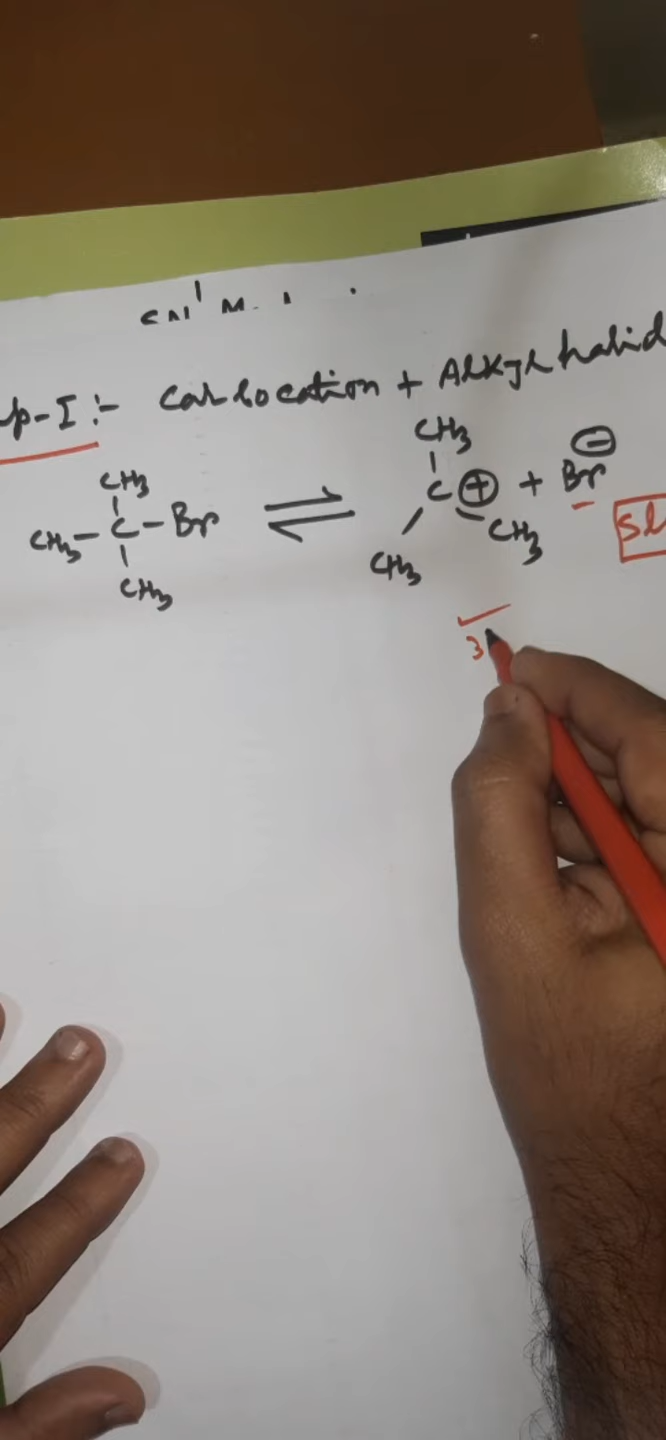 SN1 M.
p-I:- Carbocation + Alkyl halid
CH3 CH3
CH3-C-Br ⇌ C⊕ + Br⊖
CH3 CH3 CH3 Sl
3